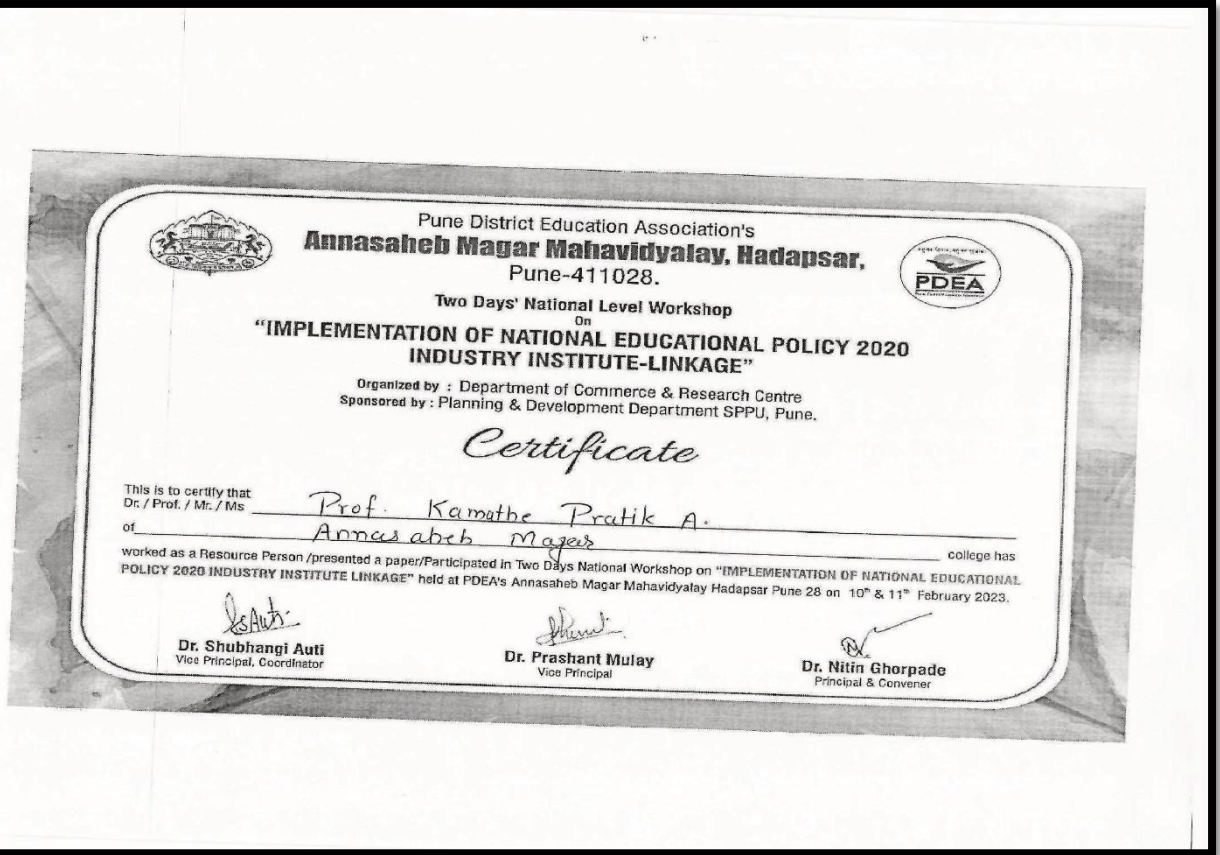 Pune District Education Association's
Annasaheb Magar Mahavidyalay, Hadapsar,
Pune-411028.
PDEA
Two Days' National Level Workshop
On
"IMPLEMENTATION OF NATIONAL EDUCATIONAL POLICY 2020
INDUSTRY INSTITUTE-LINKAGE"
Organized by : Department of Commerce & Research Centre
Sponsored by : Planning & Development Department SPPU, Pune.
Certificate
This is to certify that
Dr. / Prof. / Mr. / Ms Prof. Kamathe Pratik A.
of Annasabeb Magar college has
worked as a Resource Person /presented a paper/Participated in Two Days National Workshop on "IMPLEMENTATION OF NATIONAL EDUCATIONAL
POLICY 2020 INDUSTRY INSTITUTE LINKAGE" held at PDEA's Annasaheb Magar Mahavidyalay Hadapsar Pune 28 on 10th & 11th February 2023.
Dr. Shubhangi Auti
Vice Principal, Coordinator
Dr. Prashant Mulay
Vice Principal
Dr. Nitin Ghorpade
Principal & Convener